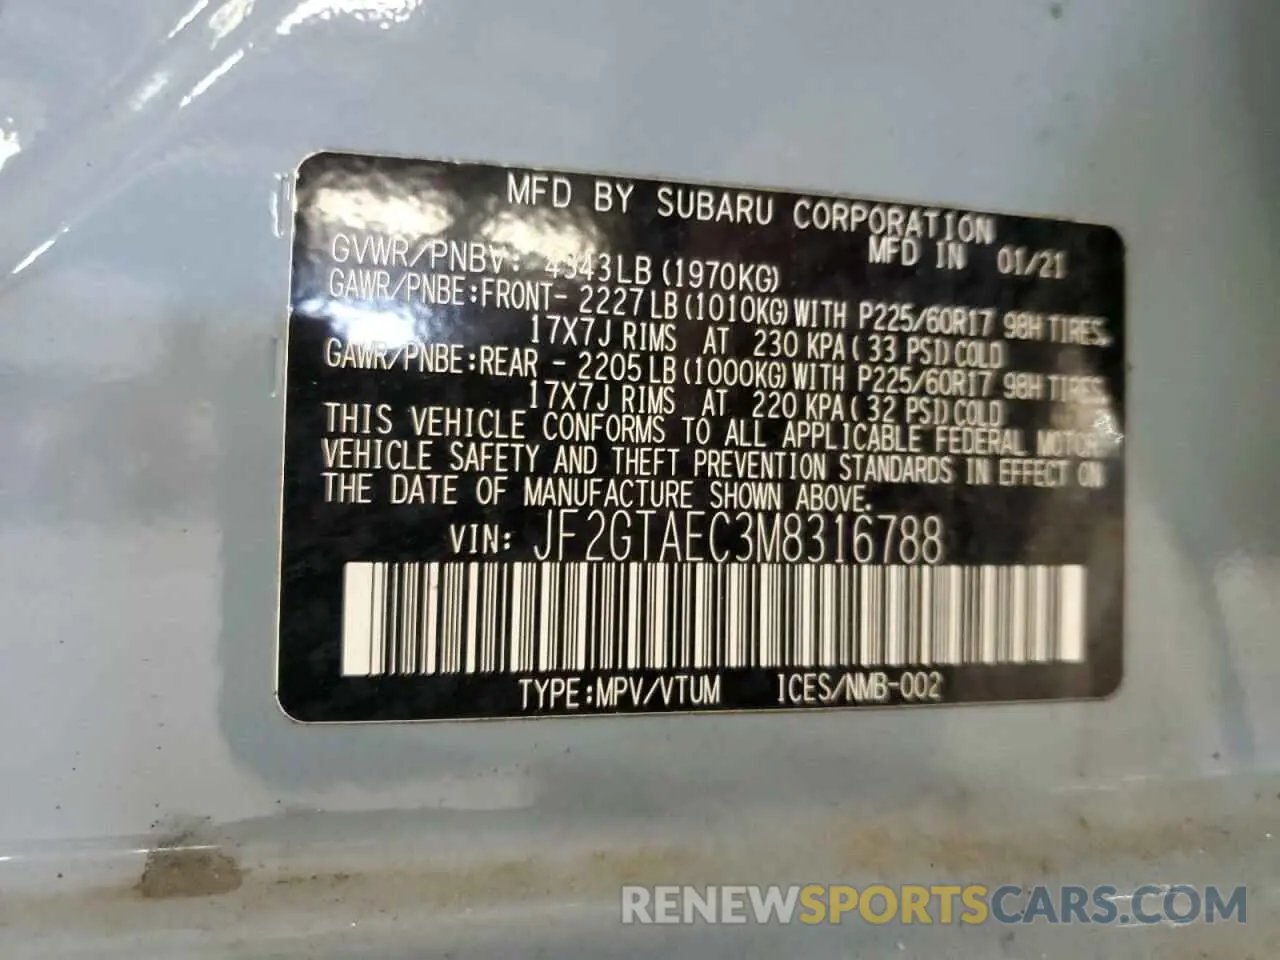 MFD BY SUBARU CORPORATION
MFD IN 01/21
GVWR/PNBV: 4343LB (1970KG)
GAWR/PNBE:FRONT- 2227LB (1010KG) WITH P225/60R17 98H TIRES,
17X7J RIMS AT 230 KPA( 33 PSI) COLD
GAWR/PNBE:REAR - 2205LB (1000KG) WITH P225/60R17 98H TIRES,
17X7J RIMS AT 220 KPA( 32 PSI) COLD
THIS VEHICLE CONFORMS TO ALL APPLICABLE FEDERAL MOTOR
VEHICLE SAFETY AND THEFT PREVENTION STANDARDS IN EFFECT ON
THE DATE OF MANUFACTURE SHOWN ABOVE.
VIN: JF2GTAEC3M8316788
TYPE:MPV/VTUM ICES/NMB-002
RENEWSPORTSCARS.COM